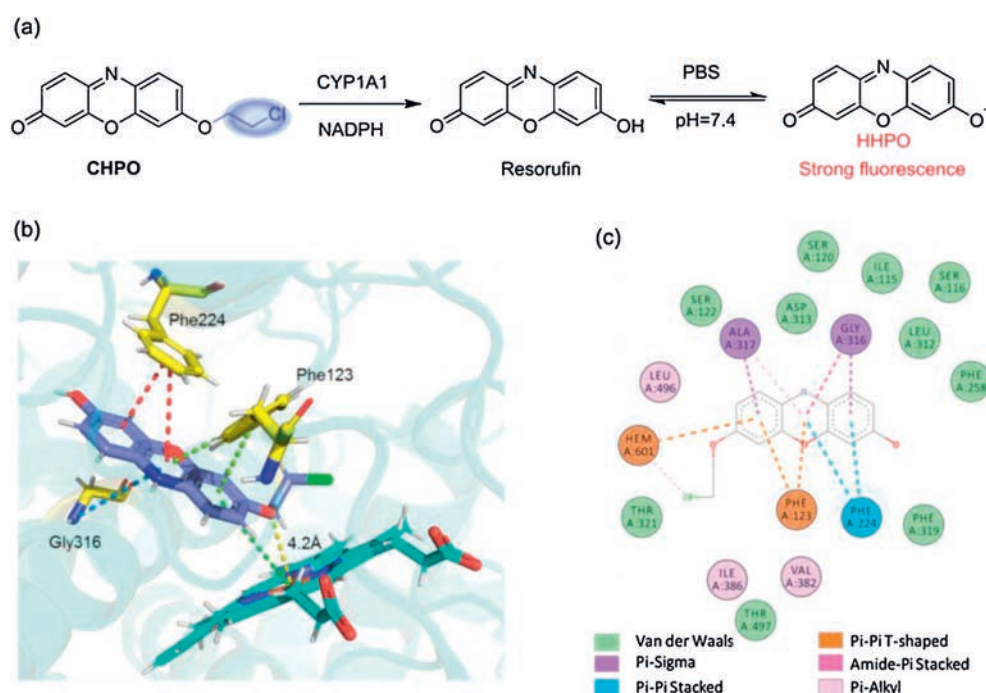 (a)
N
O
O
O
Cl
CHPO
CYP1A1
NADPH
N
O
O
OH
Resorufin
PBS
pH=7.4
N
O
O
O-
HHPO
Strong fluorescence
(b)
Phe224
Phe123
Gly316
4.2Å
(c)
SER
A:120
ILE
A:115
SER
A:116
SER
A:122
ASP
A:313
ALA
A:317
GLY
A:316
LEU
A:312
PHE
A:258
LEU
A:496
HEM
A:601
THR
A:321
PHE
A:123
PHE
A:224
PHE
A:319
ILE
A:386
VAL
A:382
THR
A:497
Van der Waals
Pi-Sigma
Pi-Pi Stacked
Pi-Pi T-shaped
Amide-Pi Stacked
Pi-Alkyl